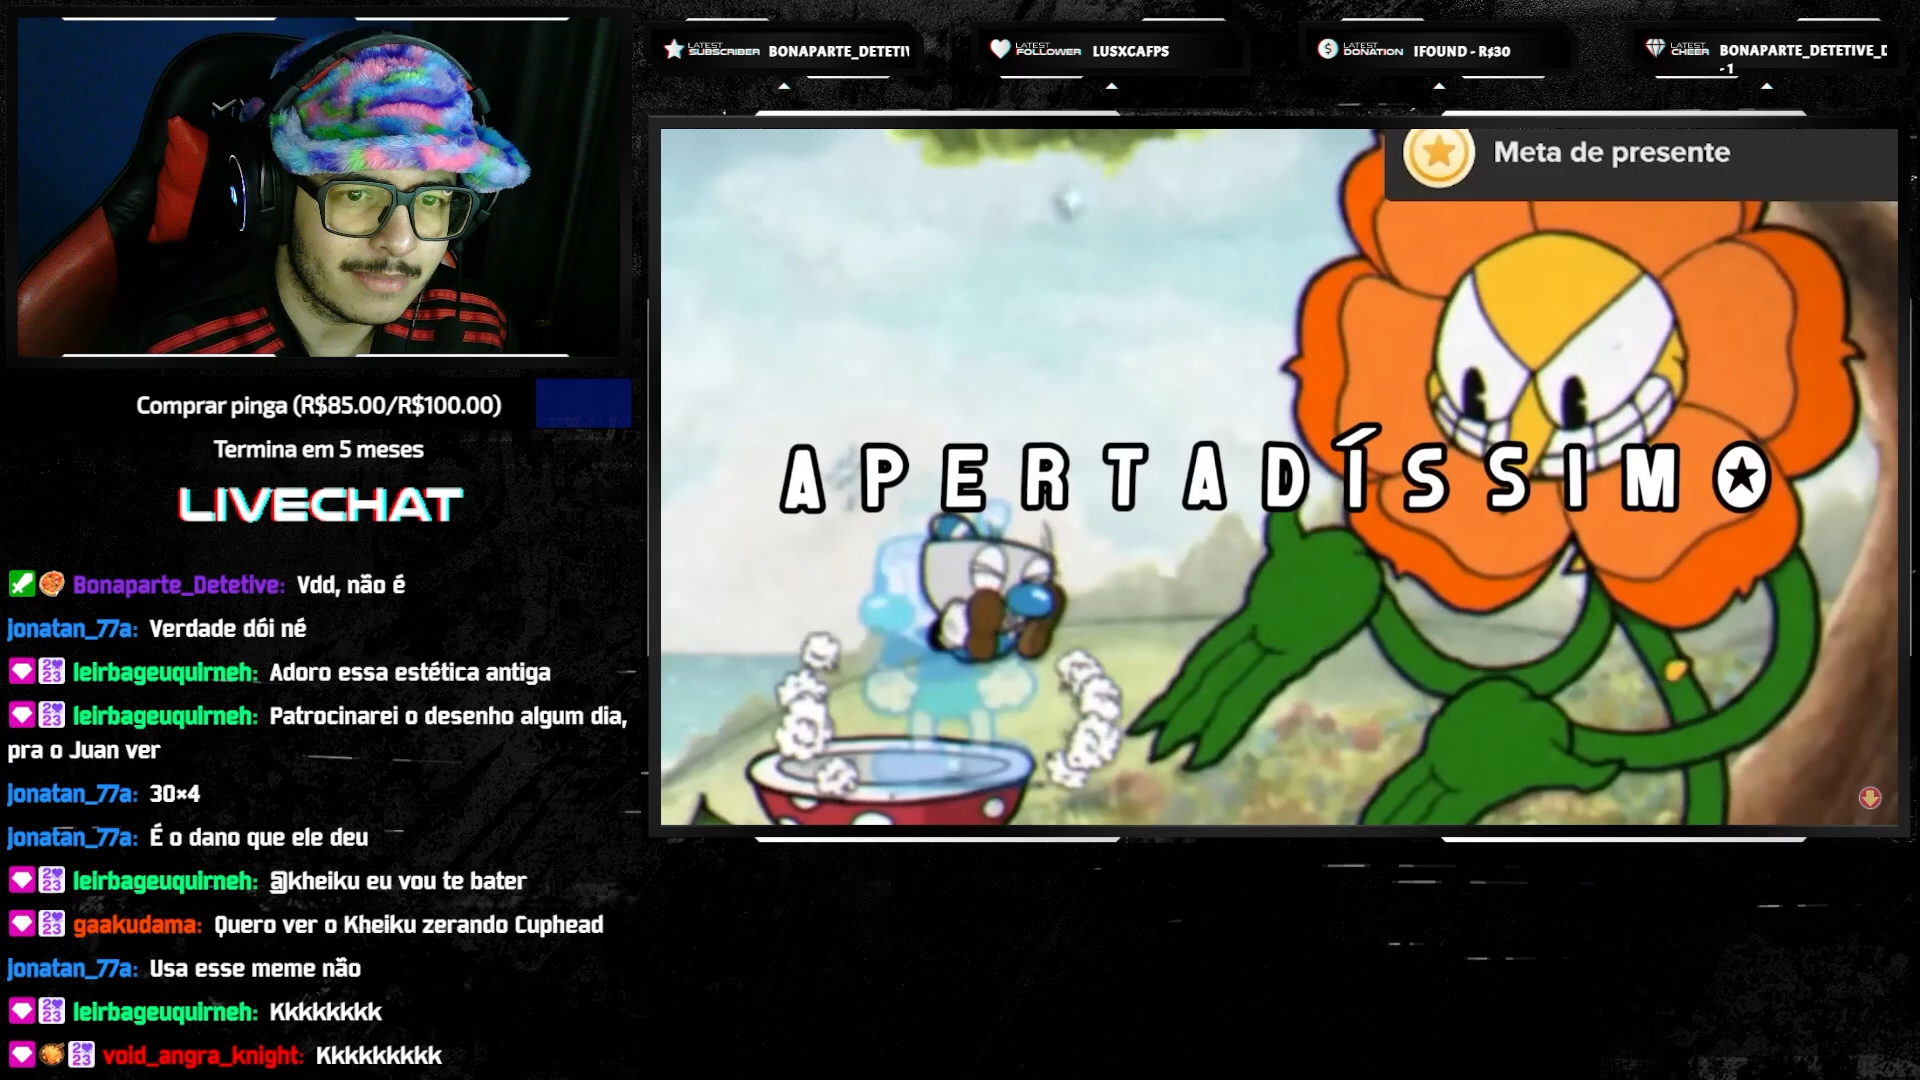 LATEST SUBSCRIBER BONAPARTE_DETETIV
LATEST FOLLOWER LUSXCAFPS
LATEST DONATION IFOUND - R$30
LATEST CHEER BONAPARTE_DETETIVE_D
-1
Meta de presente
APERTADÍSSIMO
Comprar pinga (R$85.00/R$100.00)
Termina em 5 meses
LIVECHAT
Bonaparte_Detetive: Vdd, não é
jonatan_77a: Verdade dói né
leirbageuquirneh: Adoro essa estética antiga
leirbageuquirneh: Patrocinarei o desenho algum dia,
pra o Juan ver
jonatan_77a: 30×4
jonatan_77a: É o dano que ele deu
leirbageuquirneh: @kheiku eu vou te bater
gaakudama: Quero ver o Kheiku zerando Cuphead
jonatan_77a: Usa esse meme não
leirbageuquirneh: Kkkkkkkk
void_angra_knight: Kkkkkkkkk